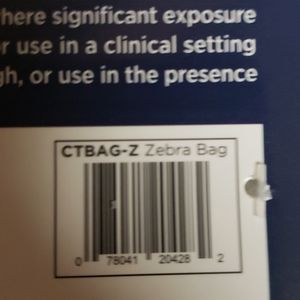 here significant exposure
or use in a clinical setting
gh, or use in the presence
CTBAG-Z Zebra Bag
0 78041 20428 2